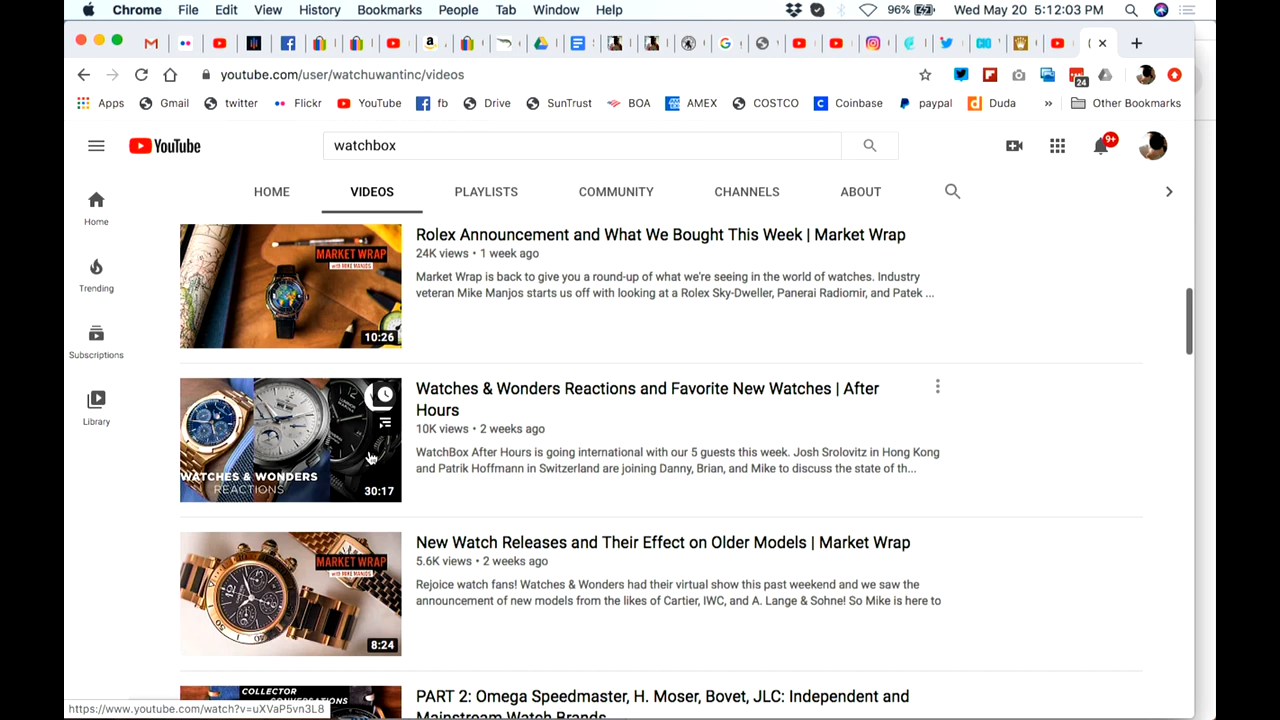 Chrome File Edit View History Bookmarks People Tab Window Help 96% Wed May 20 5:12:03 PM
youtube.com/user/watchuwantinc/videos
24
Apps Gmail twitter Flickr YouTube fb Drive SunTrust BOA AMEX COSTCO Coinbase paypal Duda » Other Bookmarks
YouTube
watchbox
9+
HOME VIDEOS PLAYLISTS COMMUNITY CHANNELS ABOUT
Home
Trending
Subscriptions
Library
MARKET WRAP
WITH MIKE MANJOS
10:26
Rolex Announcement and What We Bought This Week | Market Wrap
24K views • 1 week ago
Market Wrap is back to give you a round-up of what we're seeing in the world of watches. Industry
veteran Mike Manjos starts us off with looking at a Rolex Sky-Dweller, Panerai Radiomir, and Patek ...
WATCHES & WONDERS
REACTIONS
30:17
Watches & Wonders Reactions and Favorite New Watches | After
Hours
10K views • 2 weeks ago
WatchBox After Hours is going international with our 5 guests this week. Josh Srolovitz in Hong Kong
and Patrik Hoffmann in Switzerland are joining Danny, Brian, and Mike to discuss the state of th...
MARKET WRAP
WITH MIKE MANJOS
8:24
New Watch Releases and Their Effect on Older Models | Market Wrap
5.6K views • 2 weeks ago
Rejoice watch fans! Watches & Wonders had their virtual show this past weekend and we saw the
announcement of new models from the likes of Cartier, IWC, and A. Lange & Sohne! So Mike is here to
COLLECTOR
CONVERSATIONS
PART 2: Omega Speedmaster, H. Moser, Bovet, JLC: Independent and
Mainstream Watch Brands
https://www.youtube.com/watch?v=uXVaP5vn3L8